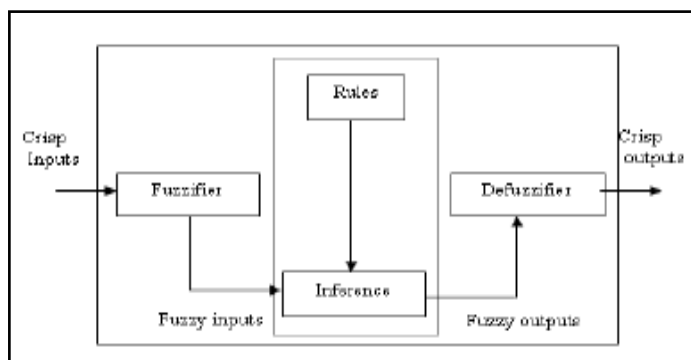 Rules
Crisp
Inputs
Crisp
outputs
Fuzzifier
Defuzzifier
Inference
Fuzzy inputs
Fuzzy outputs